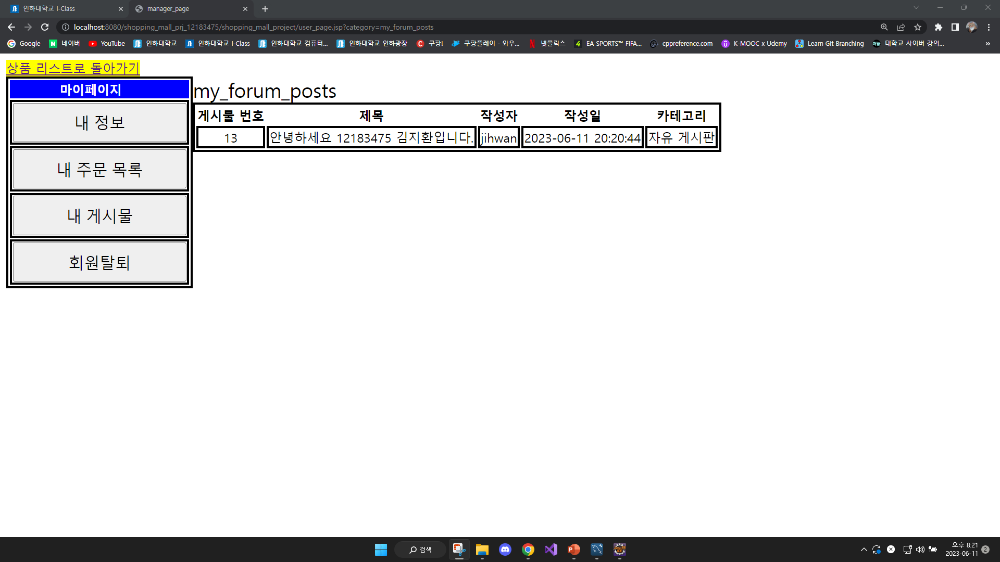 인하대학교 I-Class
manager_page
localhost:8080/shopping_mall_prj_12183475/shopping_mall_project/user_page.jsp?category=my_forum_posts
Google 네이버 YouTube 인하대학교 인하대학교 I-Class 인하대학교 컴퓨터... 인하대학교 인하광장 쿠팡! 쿠팡플레이 - 와우... 넷플릭스 EA SPORTS™ FIFA... cppreference.com K-MOOC x Udemy Learn Git Branching 대학교 사이버 강의... »
상품 리스트로 돌아가기
마이페이지
내 정보
내 주문 목록
내 게시물
회원탈퇴
my_forum_posts
게시물 번호 제목 작성자 작성일 카테고리
13 안녕하세요 12183475 김지환입니다. jihwan 2023-06-11 20:20:44 자유 게시판
검색
오후 8:21
2023-06-11
2